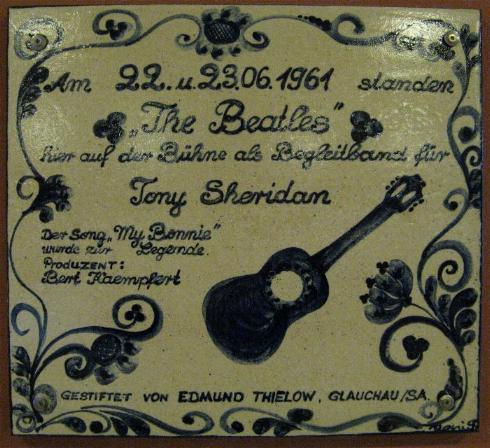 Am 22. u. 23.06.1961 standen
„The Beatles"
hier auf der Bühne als Begleitband für
Tony Sheridan
Der Song „My Bonnie"
wurde zur Legende.
Produzent:
Bert Kaempfert
GESTIFTET VON EDMUND THIELOW, GLAUCHAU/SA.